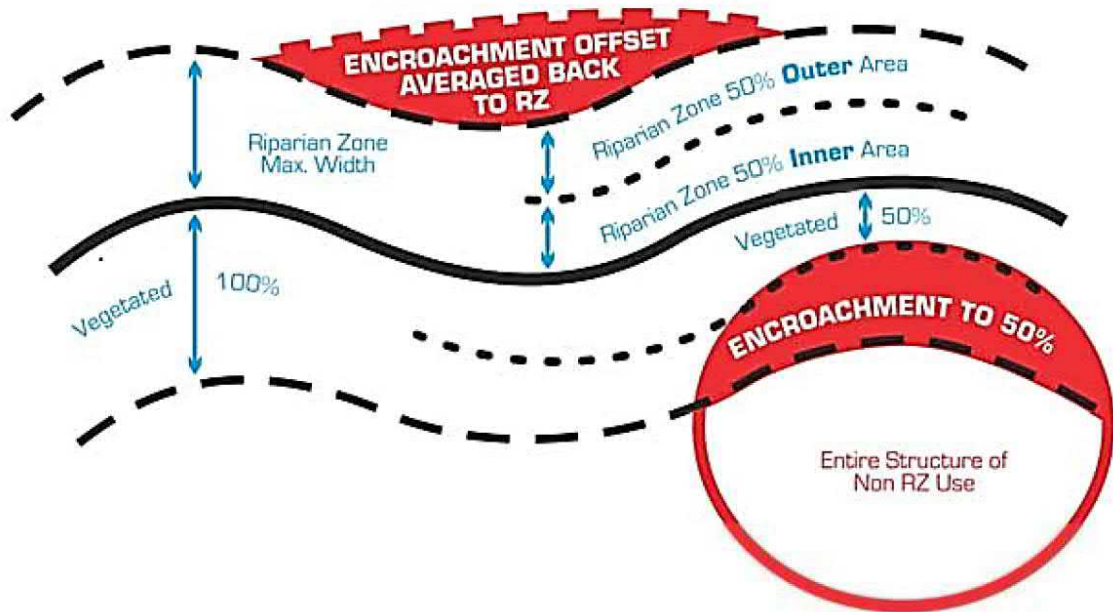 ENCROACHMENT OFFSET
AVERAGED BACK
TO RZ
Riparian Zone
Max. Width
Riparian Zone 50% Outer Area
Riparian Zone 50% Inner Area
Vegetated 50%
Vegetated 100%
ENCROACHMENT TO 50%
Entire Structure of
Non RZ Use